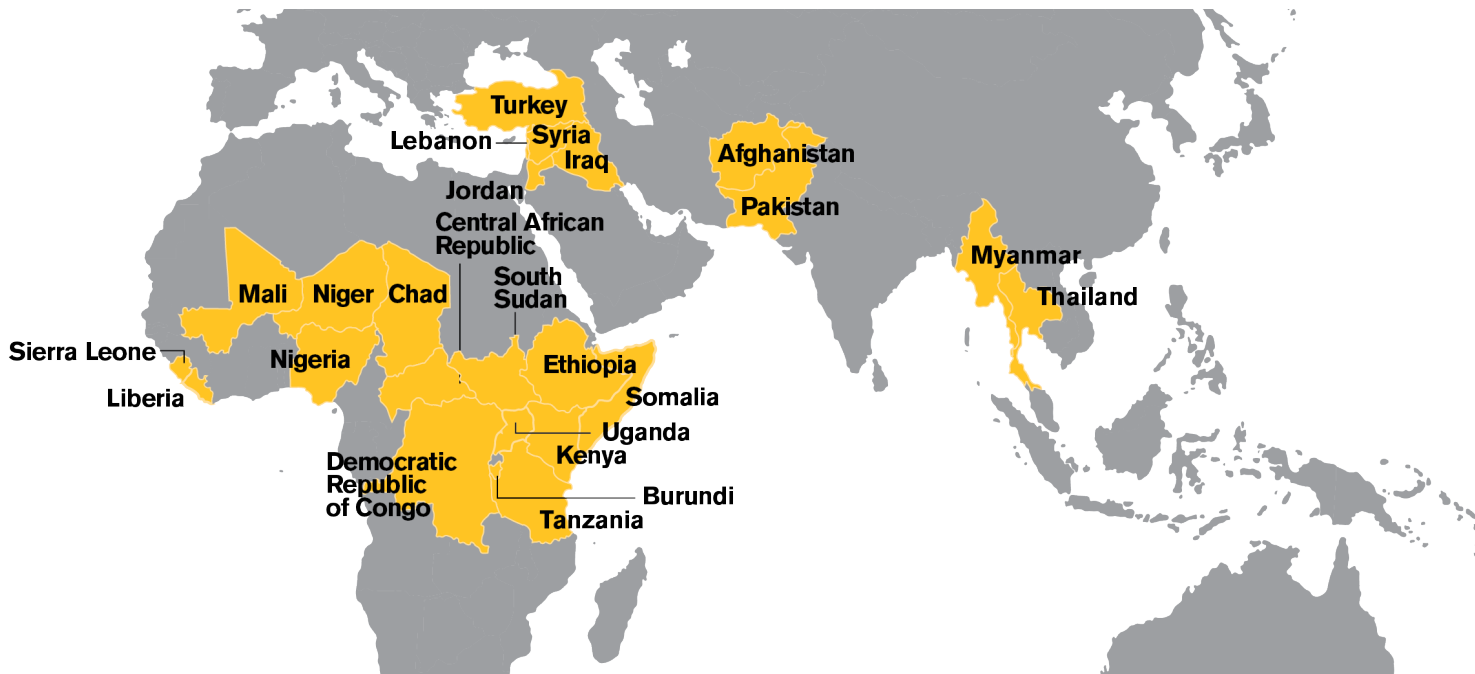 Turkey
Lebanon
Syria
Iraq
Afghanistan
Jordan
Pakistan
Central African
Republic
Myanmar
South
Sudan
Mali
Niger
Chad
Thailand
Sierra Leone
Nigeria
Ethiopia
Liberia
Somalia
Uganda
Kenya
Democratic
Republic
of Congo
Burundi
Tanzania